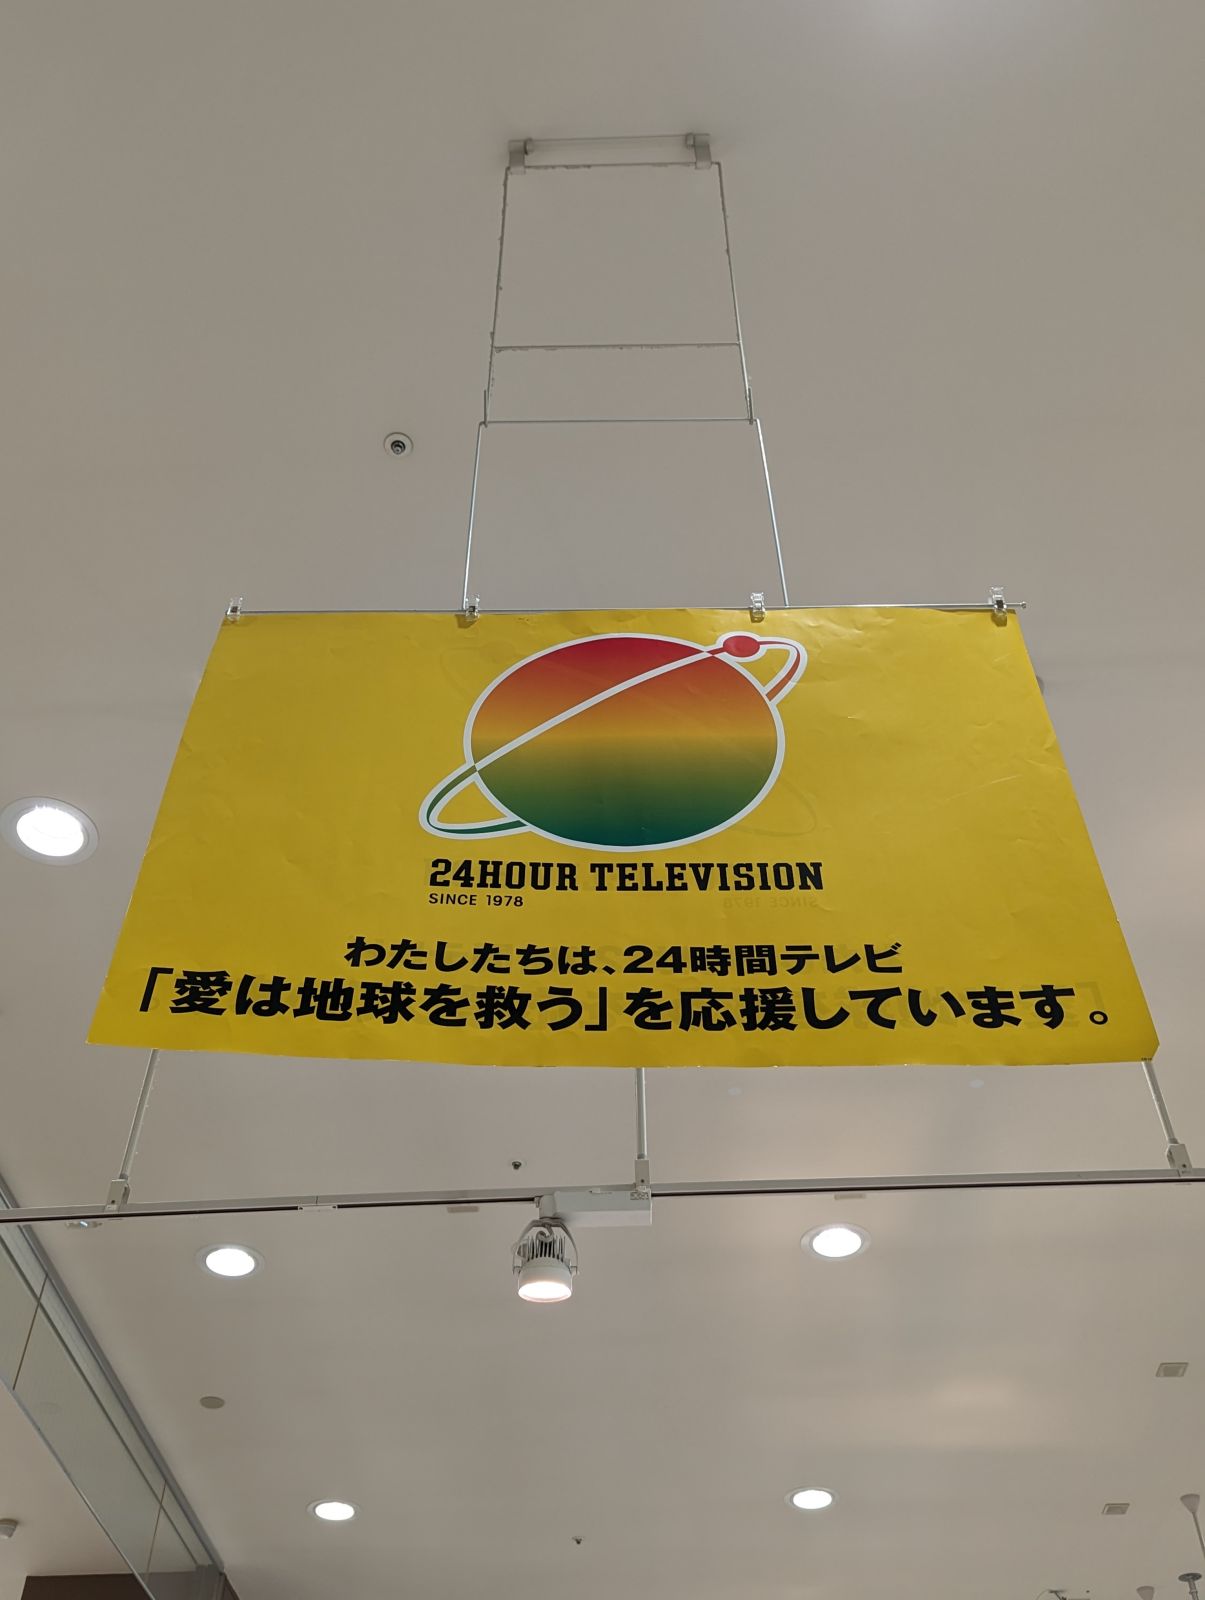 24HOUR TELEVISION
SINCE 1978
わたしたちは、24時間テレビ
「愛は地球を救う」を応援しています。